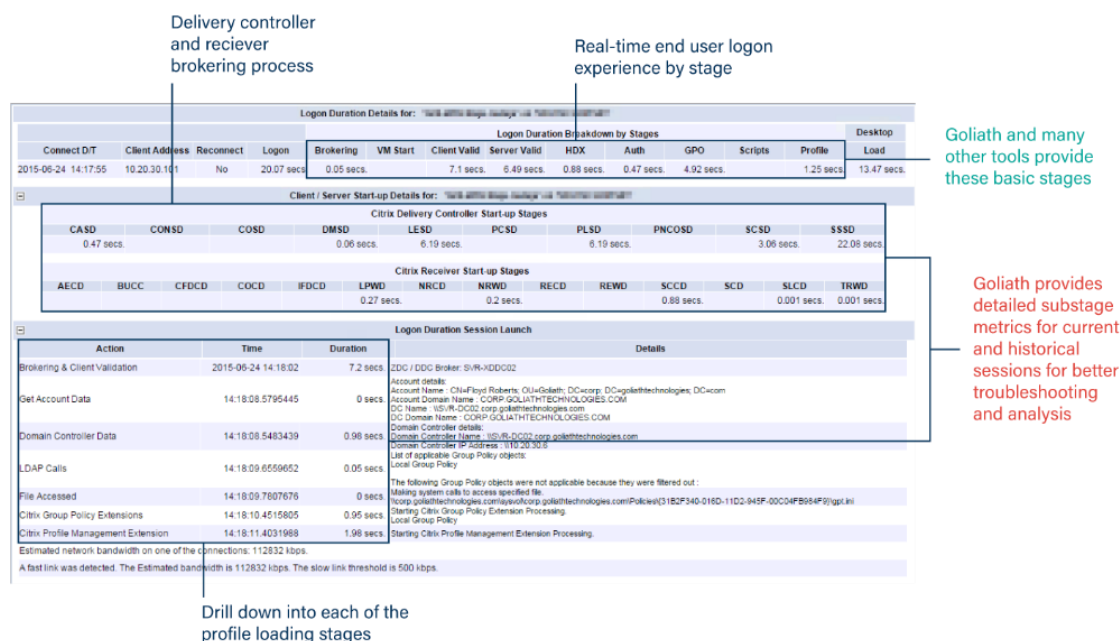 Delivery controller
and reciever
brokering process
Real-time end user logon
experience by stage
Logon Duration Details for:
Logon Duration Breakdown by Stages Desktop
Connect D/T Client Address Reconnect Logon Brokering VM Start Client Valid Server Valid HDX Auth GPO Scripts Profile Load
2015-06-24 14:17:55 10.20.30.101 No 20.07 secs 0.05 secs. 7.1 secs. 6.49 secs. 0.88 secs. 0.47 secs. 4.92 secs. 1.25 secs. 13.47 secs.
Goliath and many
other tools provide
these basic stages
Client / Server Start-up Details for:
Citrix Delivery Controller Start-up Stages
CASD CONSD COSD DMSD LESD PCSD PLSD PNCOSD SCSD SSSD
0.47 secs. 0.06 secs. 6.19 secs. 6.19 secs. 3.06 secs. 22.08 secs.
Citrix Receiver Start-up Stages
AECD BUCC CFDCD COCD IFDCD LPWD NRCD NRWD RECD REWD SCCD SCD SLCD TRWD
0.27 secs. 0.2 secs. 0.88 secs. 0.001 secs. 0.001 secs.
Goliath provides
detailed substage
metrics for current
and historical
sessions for better
troubleshooting
and analysis
Logon Duration Session Launch
Action Time Duration Details
Brokering & Client Validation 2015-06-24 14:18:02 7.2 secs. ZDC / DDC Broker: SVR-XDDC02
Get Account Data 14:18:08.5795445 0 secs.
Account details:
Account Name : CN=Floyd Roberts; OU=Goliath; DC=corp; DC=goliathtechnologies; DC=com
Account Domain Name : CORP.GOLIATHTECHNOLOGIES.COM
DC Name : \\SVR-DC02.corp.goliathtechnologies.com
DC Domain Name : CORP.GOLIATHTECHNOLOGIES.COM
Domain Controller Data 14:18:08.5483439 0.98 secs.
Domain Controller details:
Domain Controller Name : \\SVR-DC02.corp.goliathtechnologies.com
Domain Controller IP Address : \\10.20.30.6
LDAP Calls 14:18:09.6559652 0.05 secs.
List of applicable Group Policy objects:
Local Group Policy
The following Group Policy objects were not applicable because they were filtered out :
File Accessed 14:18:09.7807676 0 secs.
Making system calls to access specified file.
\\corp.goliathtechnologies.com\sysvol\corp.goliathtechnologies.com\Policies\{31B2F340-016D-11D2-945F-00C04FB984F9}\gpt.ini
Citrix Group Policy Extensions 14:18:10.4515805 0.95 secs.
Starting Citrix Group Policy Extension Processing.
Local Group Policy
Citrix Profile Management Extension 14:18:11.4031988 1.98 secs. Starting Citrix Profile Management Extension Processing.
Estimated network bandwidth on one of the connections: 112832 kbps.
A fast link was detected. The Estimated bandwidth is 112832 kbps. The slow link threshold is 500 kbps.
Drill down into each of the
profile loading stages